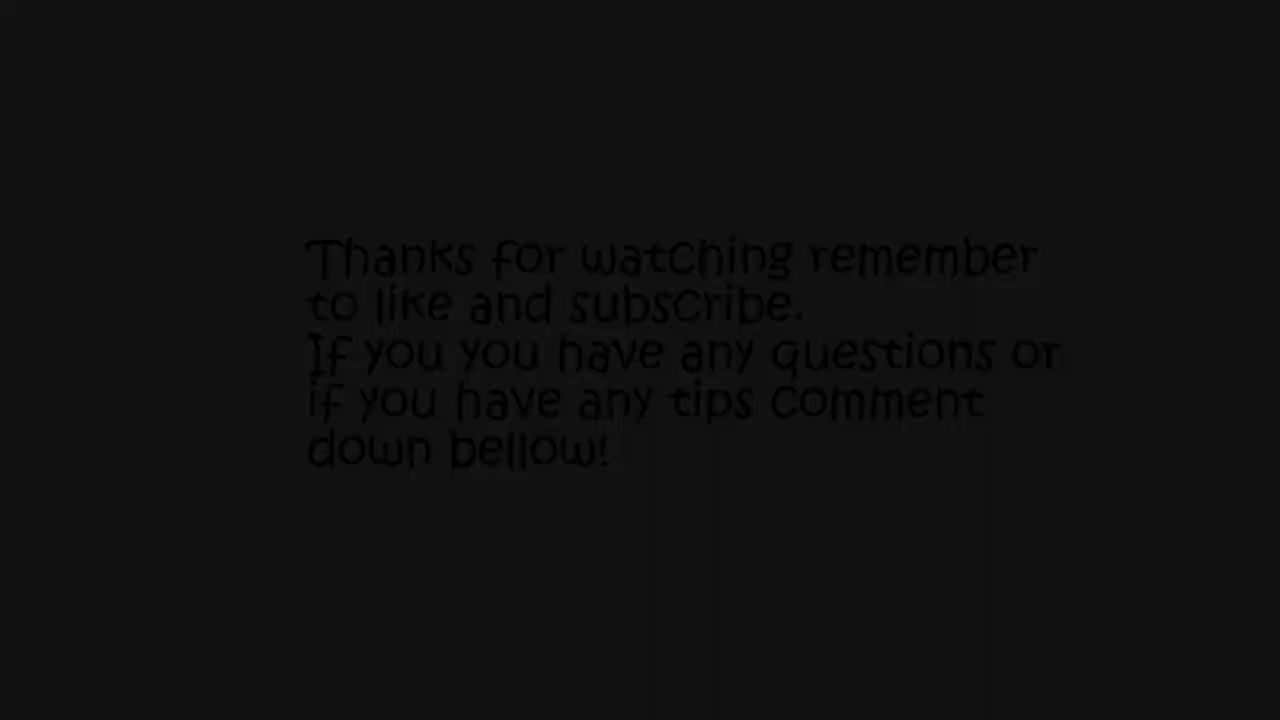 Thanks for watching remember
to like and subscribe.
If you you have any questions or
if you have any tips comment
down bellow!